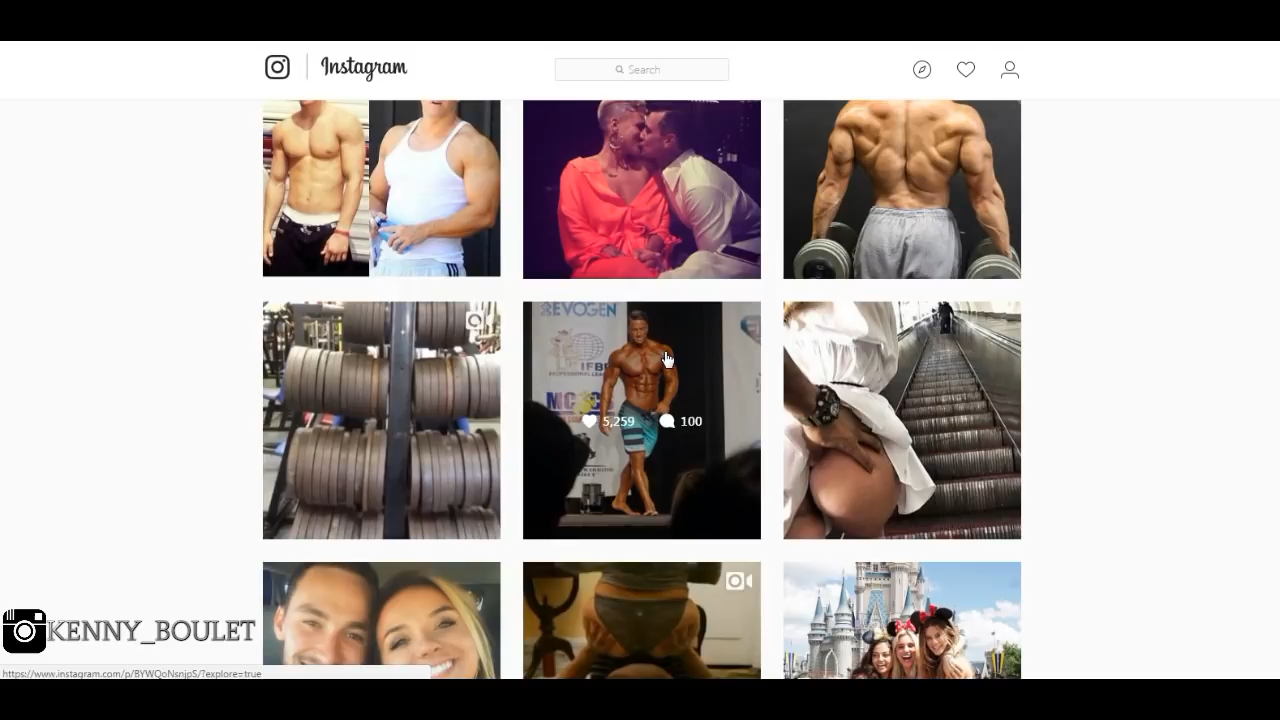 Instagram
Search
EVOGEN
IFBB
5,259
100
KENNY_BOULET
https://www.instagram.com/p/BYWQoNsnjpS/?explore=true